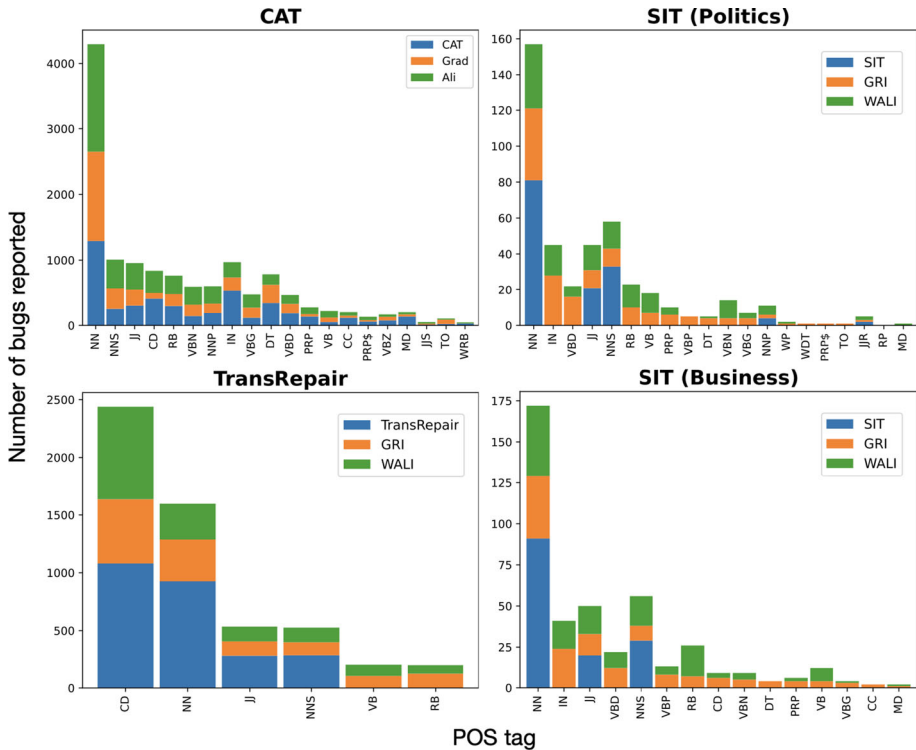 CAT
4000
3000
2000
1000
0
CAT
Grad
Ali
NN NNS JJ CD RB VBN NNP IN VBG DT VBD PRP VB CC PRP$ VBZ MD JJS TO WRB
SIT (Politics)
160
140
120
100
80
60
40
20
0
SIT
GRI
WALI
NN IN VBD JJ NNS RB VB PRP VBP DT VBN VBG NNP WP WDT PRP$ TO JJR RP MD
Number of bugs reported
TransRepair
2500
2000
1500
1000
500
0
TransRepair
GRI
WALI
CD NN JJ NNS VB RB
SIT (Business)
175
150
125
100
75
50
25
0
SIT
GRI
WALI
NN IN JJ VBD NNS VBP RB CD VBN DT PRP VB VBG CC MD
POS tag